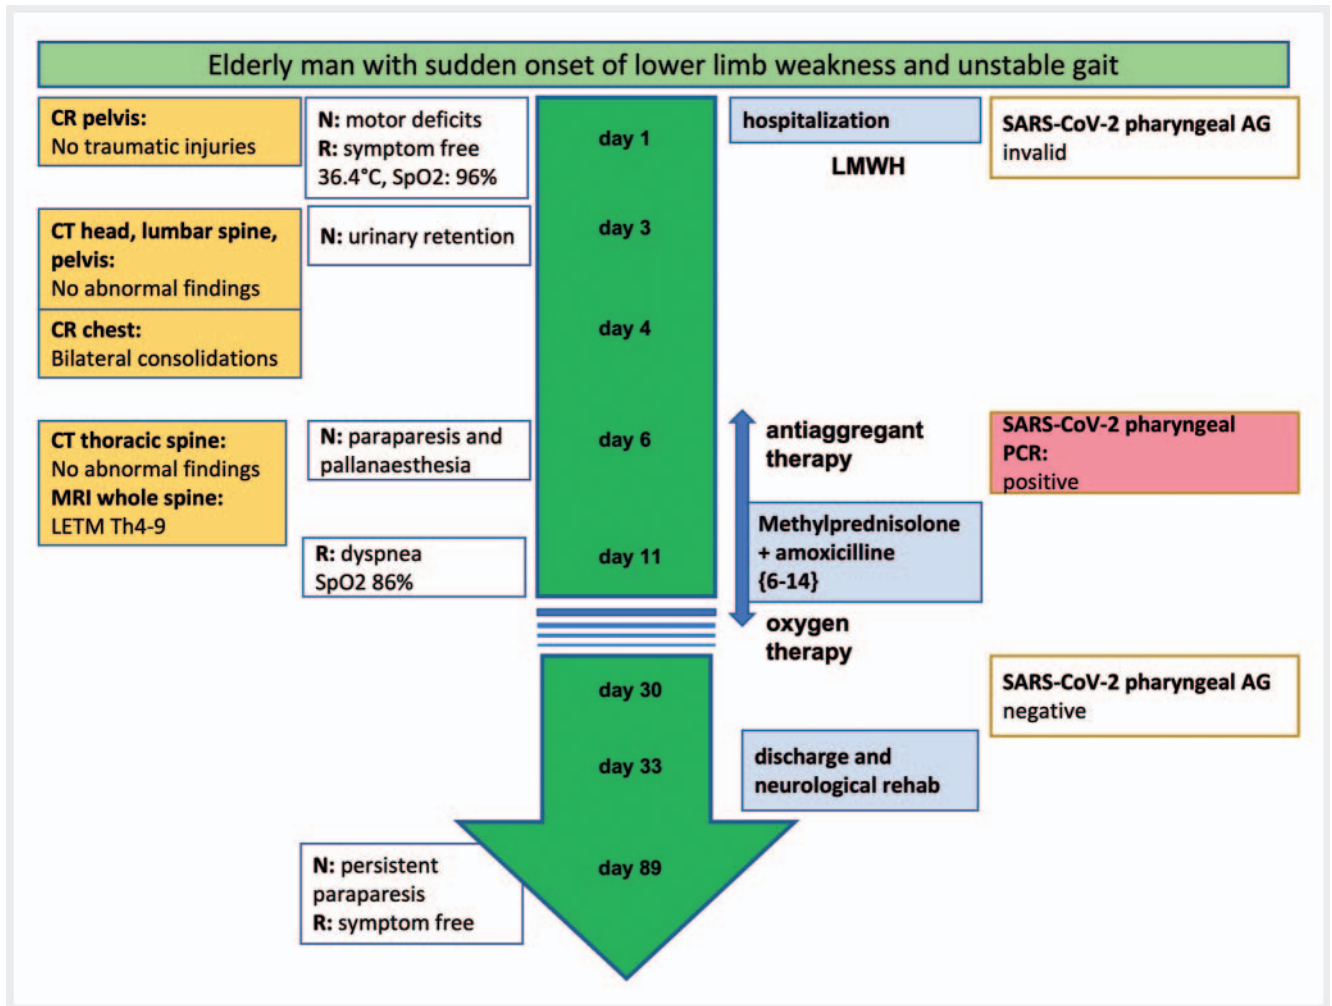 Elderly man with sudden onset of lower limb weakness and unstable gait
CR pelvis:
No traumatic injuries
N: motor deficits
R: symptom free
36.4°C, SpO2: 96%
day 1
hospitalization
LMWH
SARS-CoV-2 pharyngeal AG
invalid
CT head, lumbar spine,
pelvis:
No abnormal findings
N: urinary retention
day 3
CR chest:
Bilateral consolidations
day 4
CT thoracic spine:
No abnormal findings
MRI whole spine:
LETM Th4-9
N: paraparesis and
pallanaesthesia
day 6
antiaggregant
therapy
SARS-CoV-2 pharyngeal
PCR:
positive
R: dyspnea
SpO2 86%
day 11
Methylprednisolone
+ amoxicilline
{6-14}
oxygen
therapy
day 30
SARS-CoV-2 pharyngeal AG
negative
day 33
discharge and
neurological rehab
N: persistent
paraparesis
R: symptom free
day 89